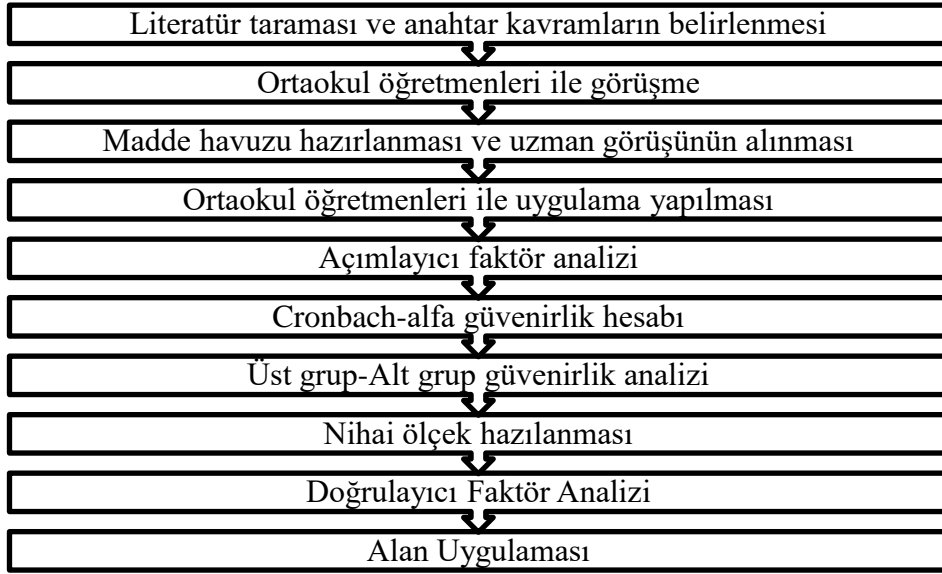 Literatür taraması ve anahtar kavramların belirlenmesi
Ortaokul öğretmenleri ile görüşme
Madde havuzu hazırlanması ve uzman görüşünün alınması
Ortaokul öğretmenleri ile uygulama yapılması
Açımlayıcı faktör analizi
Cronbach-alfa güvenirlik hesabı
Üst grup-Alt grup güvenirlik analizi
Nihai ölçek hazılanması
Doğrulayıcı Faktör Analizi
Alan Uygulaması